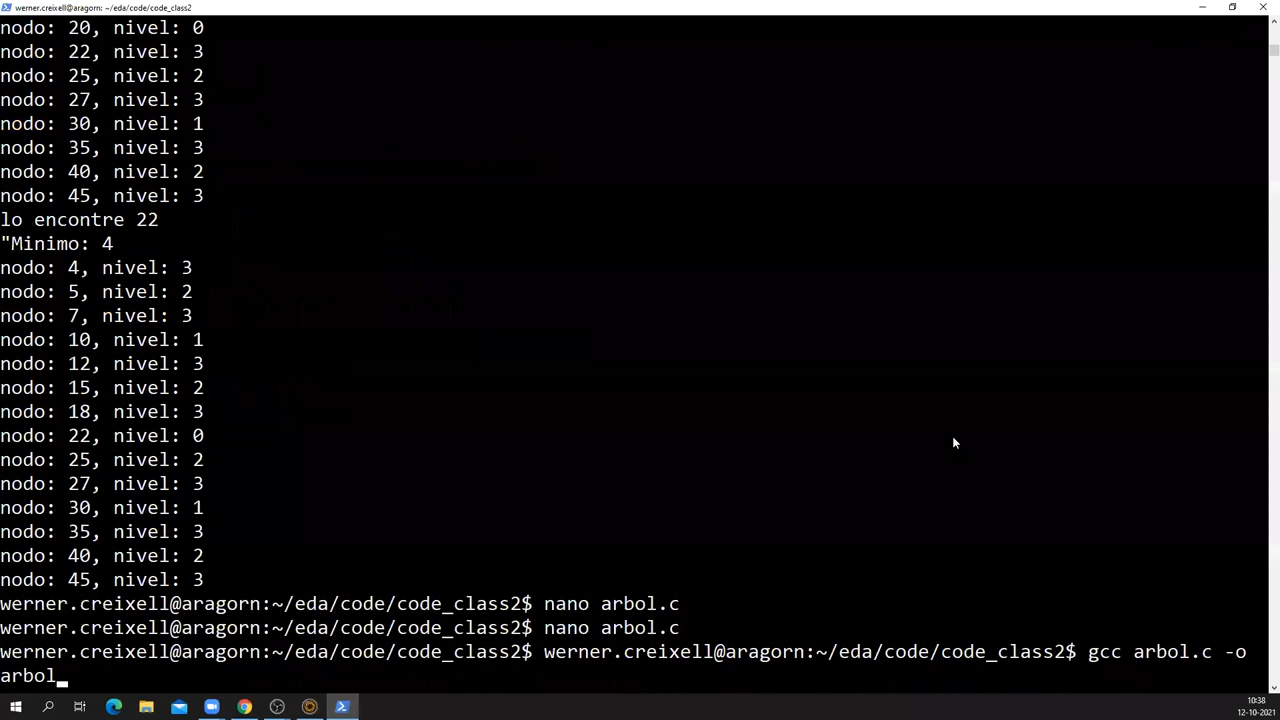 werner.creixell@aragorn: ~/eda/code/code_class2
nodo: 20, nivel: 0
nodo: 22, nivel: 3
nodo: 25, nivel: 2
nodo: 27, nivel: 3
nodo: 30, nivel: 1
nodo: 35, nivel: 3
nodo: 40, nivel: 2
nodo: 45, nivel: 3
lo encontre 22
"Minimo: 4
nodo: 4, nivel: 3
nodo: 5, nivel: 2
nodo: 7, nivel: 3
nodo: 10, nivel: 1
nodo: 12, nivel: 3
nodo: 15, nivel: 2
nodo: 18, nivel: 3
nodo: 22, nivel: 0
nodo: 25, nivel: 2
nodo: 27, nivel: 3
nodo: 30, nivel: 1
nodo: 35, nivel: 3
nodo: 40, nivel: 2
nodo: 45, nivel: 3
werner.creixell@aragorn:~/eda/code/code_class2$ nano arbol.c
werner.creixell@aragorn:~/eda/code/code_class2$ nano arbol.c
werner.creixell@aragorn:~/eda/code/code_class2$ werner.creixell@aragorn:~/eda/code/code_class2$ gcc arbol.c -o
arbol_
10:38
12-10-2021